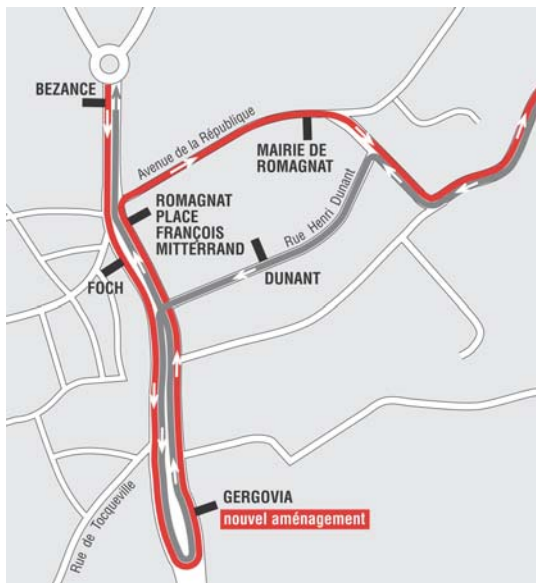 BEZANCE
Avenue de la République
MAIRIE DE
ROMAGNAT
ROMAGNAT
PLACE
FRANÇOIS
MITTERRAND
Rue Henri Dunant
FOCH
DUNANT
GERGOVIA
nouvel aménagement
Rue de Tocqueville